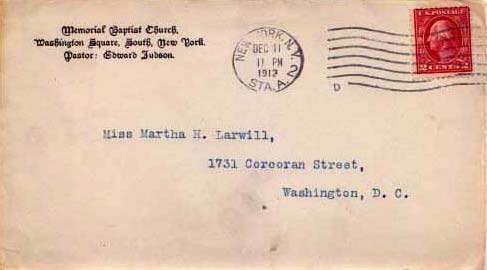 Memorial Baptist Church,
Washington Square, South, New York.
Pastor: Edward Judson.
NEW YORK, N.Y. 2
DEC 11
11 PM
1912
STA. A.
D
U.S. POSTAGE
2 CENTS 2
Miss Martha H. Larwill,
1731 Corcoran Street,
Washington, D. C.